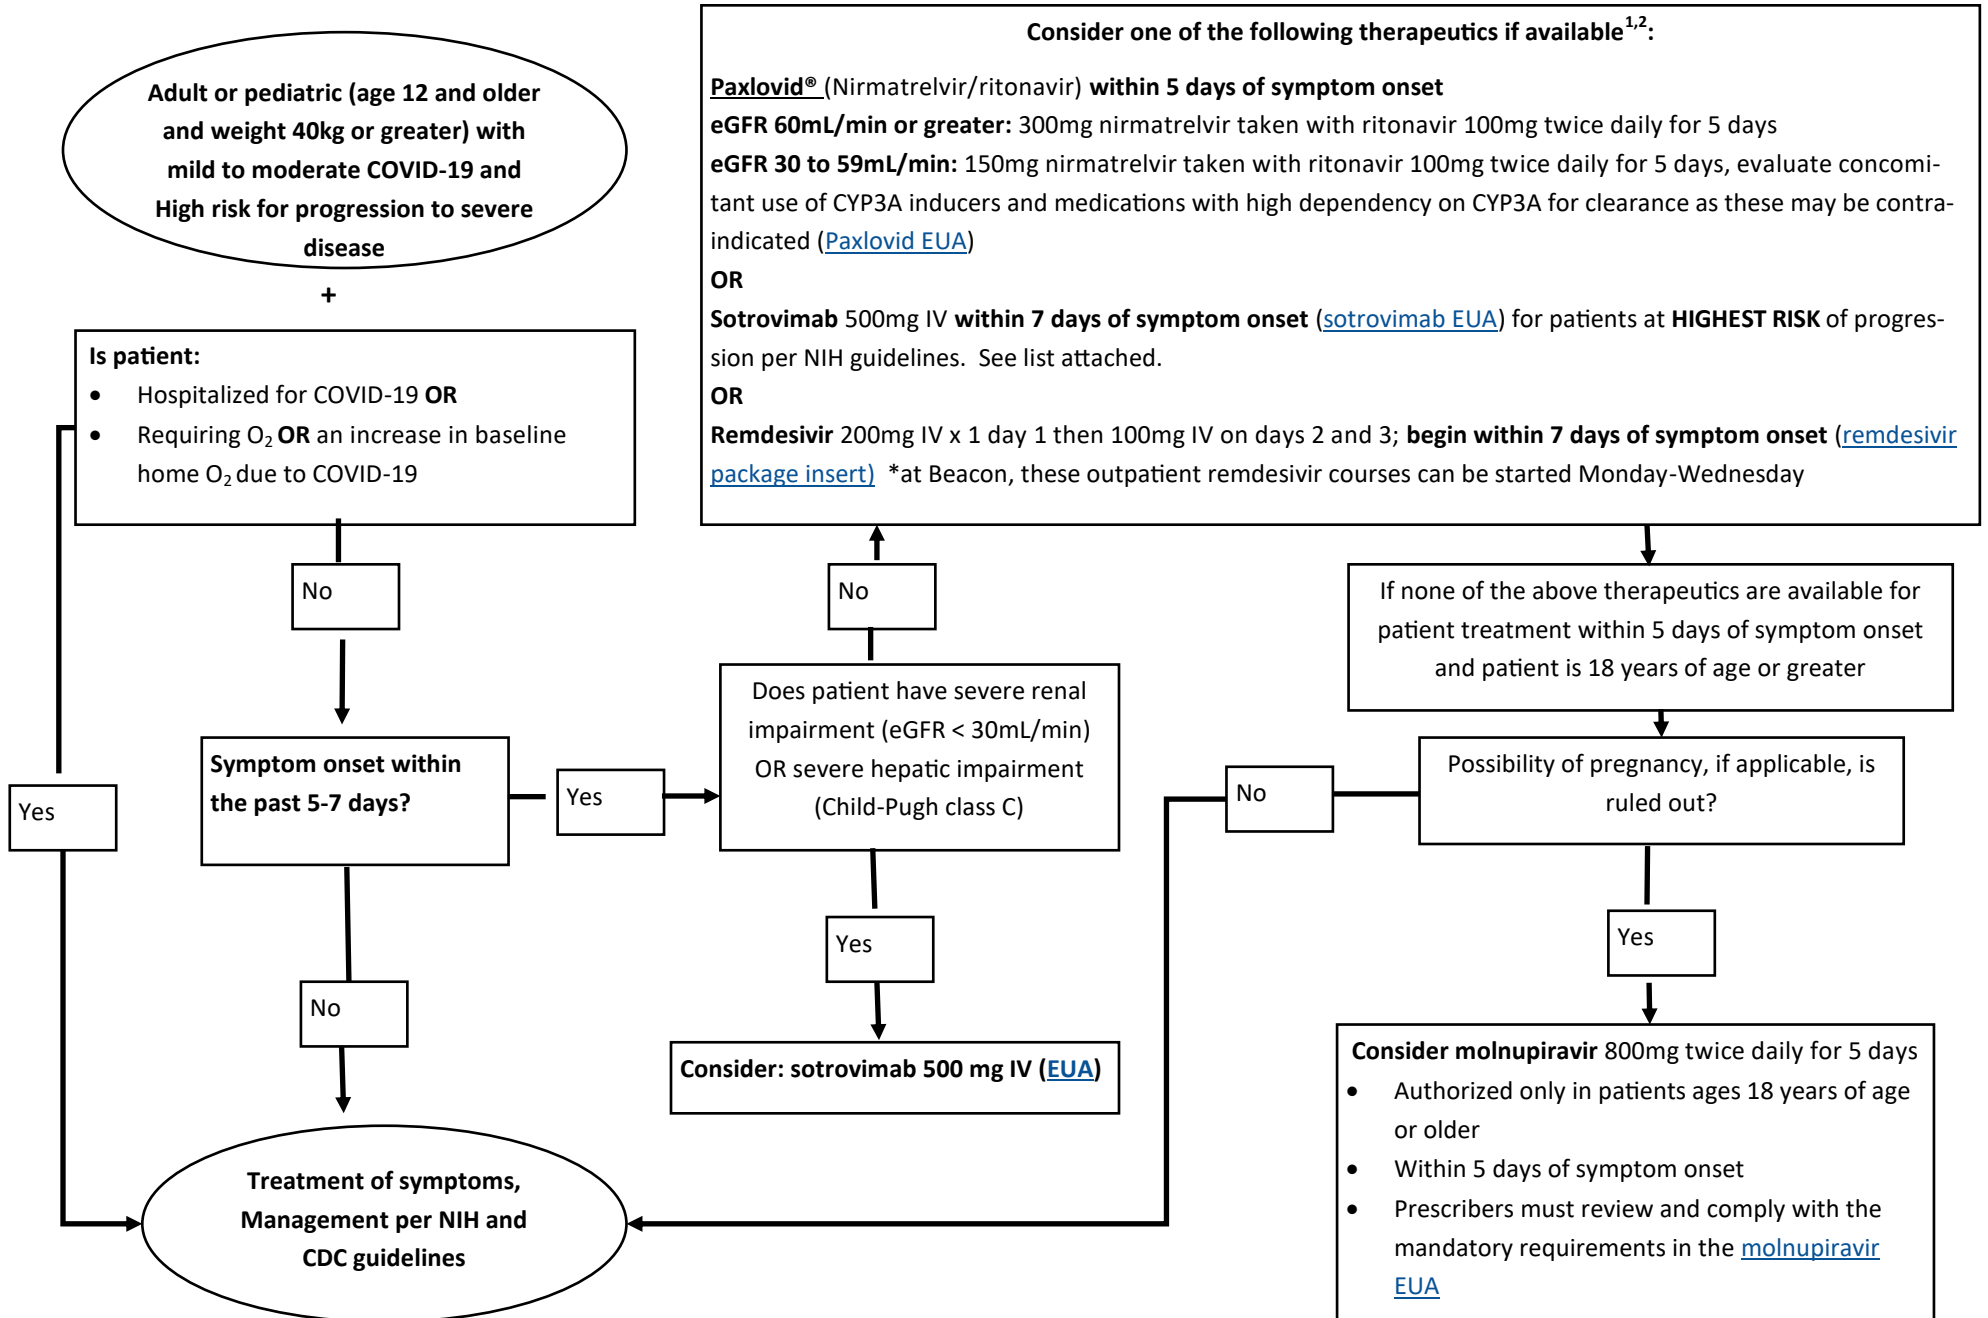 Adult or pediatric (age 12 and older
and weight 40kg or greater) with
mild to moderate COVID-19 and
High risk for progression to severe
disease
+
Is patient:
• Hospitalized for COVID-19 OR
• Requiring O2 OR an increase in baseline
home O2 due to COVID-19
Yes
No
Symptom onset within
the past 5-7 days?
Yes
No
Treatment of symptoms,
Management per NIH and
CDC guidelines
Does patient have severe renal
impairment (eGFR < 30mL/min)
OR severe hepatic impairment
(Child-Pugh class C)
No
Yes
Consider: sotrovimab 500 mg IV (EUA)
Consider one of the following therapeutics if available1,2:
Paxlovid® (Nirmatrelvir/ritonavir) within 5 days of symptom onset
eGFR 60mL/min or greater: 300mg nirmatrelvir taken with ritonavir 100mg twice daily for 5 days
eGFR 30 to 59mL/min: 150mg nirmatrelvir taken with ritonavir 100mg twice daily for 5 days, evaluate concomi-
tant use of CYP3A inducers and medications with high dependency on CYP3A for clearance as these may be contra-
indicated (Paxlovid EUA)
OR
Sotrovimab 500mg IV within 7 days of symptom onset (sotrovimab EUA) for patients at HIGHEST RISK of progres-
sion per NIH guidelines.  See list attached.
OR
Remdesivir 200mg IV x 1 day 1 then 100mg IV on days 2 and 3; begin within 7 days of symptom onset (remdesivir
package insert)  *at Beacon, these outpatient remdesivir courses can be started Monday-Wednesday
If none of the above therapeutics are available for
patient treatment within 5 days of symptom onset
and patient is 18 years of age or greater
Possibility of pregnancy, if applicable, is
ruled out?
No
Yes
Consider molnupiravir 800mg twice daily for 5 days
• Authorized only in patients ages 18 years of age
or older
• Within 5 days of symptom onset
• Prescribers must review and comply with the
mandatory requirements in the molnupiravir
EUA